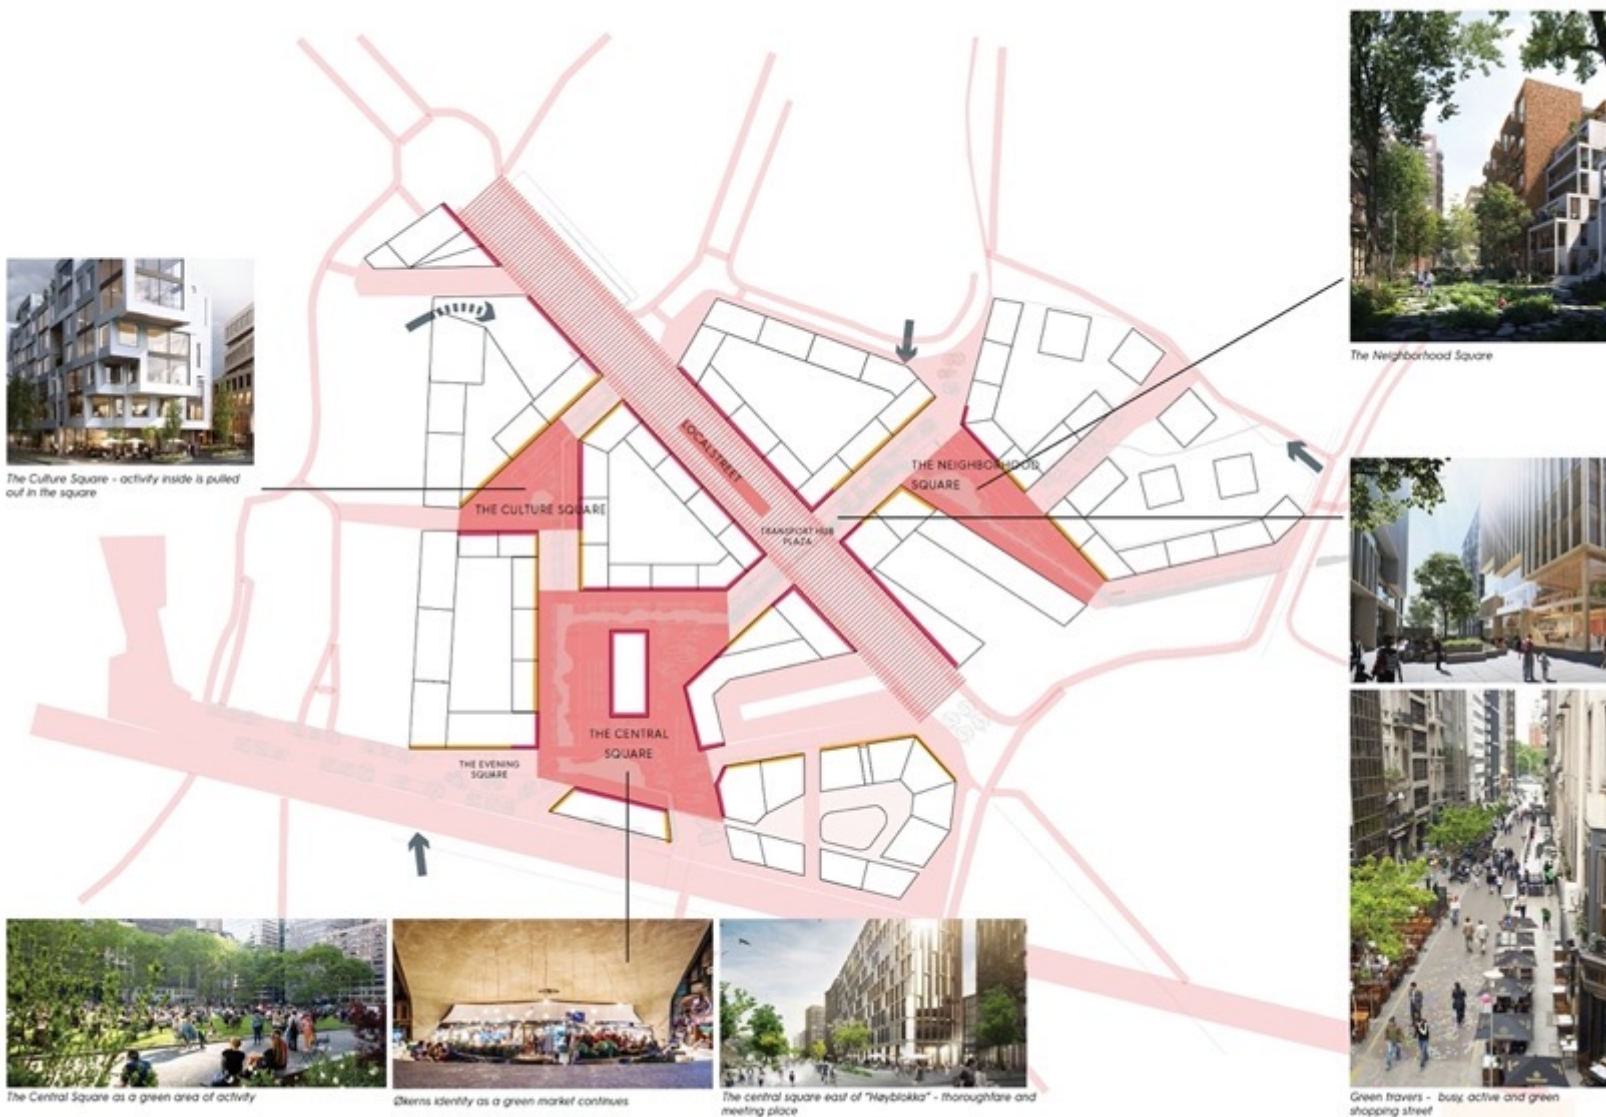 The Neighborhood Square
LOCALSTREET
The Culture Square - activity inside is pulled
out in the square
THE NEIGHBORHOOD
SQUARE
THE CULTURE SQUARE
TRANSPORT HUB
PLAZA
THE CENTRAL
SQUARE
THE EVENING
SQUARE
The Central Square as a green area of activity
Økerns identity as a green market continues
The central square east of "Høyblokka" - thoroughfare and
meeting place
Green travers - busy, active and green
shopping street